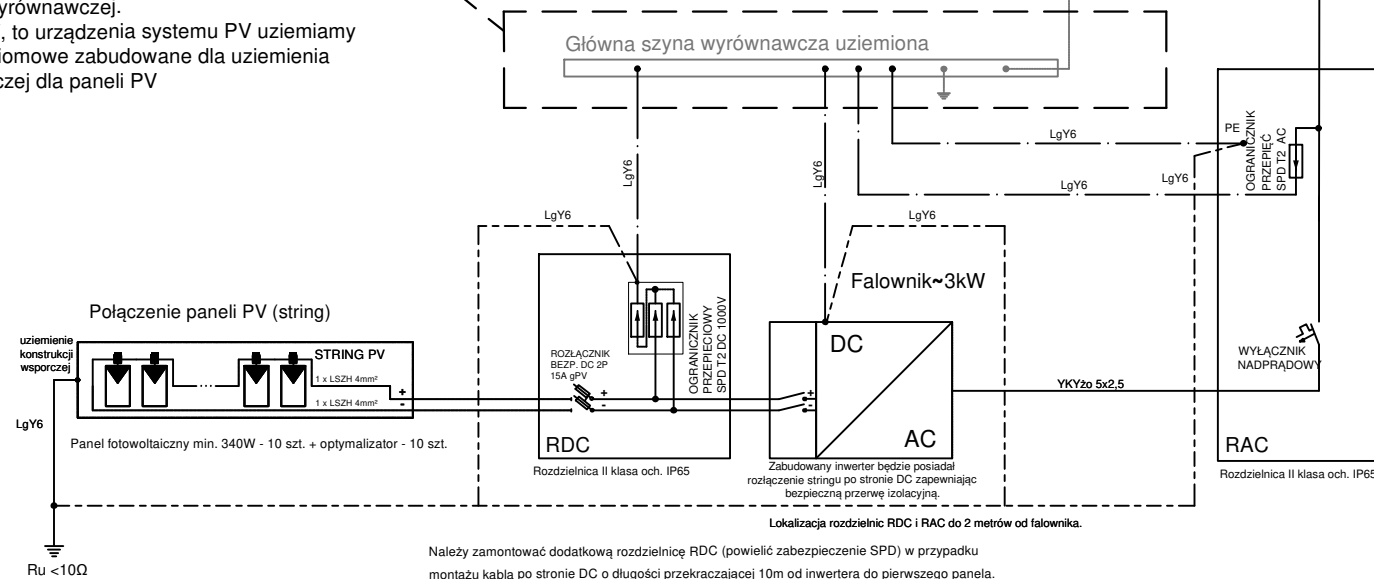 yrównawczej.
, to urządzenia systemu PV uziemiamy
iomowe zabudowane dla uziemienia
czej dla paneli PV
Główna szyna wyrównawcza uziemiona
LgY6
LgY6
LgY6
LgY6
LgY6
LgY6
LgY6
PE
OGRANICZNIK
PRZEPIĘĆ
SPD T2 AC
Połączenie paneli PV (string)
uziemienie
konstrukcji
wsporczej
STRING PV
1 x LSZH 4mm²
1 x LSZH 4mm²
+
-
LgY6
Panel fotowoltaiczny min. 340W - 10 szt. + optymalizator - 10 szt.
ROZŁĄCZNIK
BEZP. DC 2P
15A gPV
+
-
OGRANICZNIK
PRZEPIECIOWY
SPD T2 DC 1000V
RDC
Rozdzielnica II klasa och. IP65
Falownik~3kW
DC
+
-
AC
Zabudowany inwerter będzie posiadał
rozłączenie stringu po stronie DC zapewniając
bezpieczną przerwę izolacyjną.
YKYżo 5x2,5
WYŁĄCZNIK
NADPRĄDOWY
RAC
Rozdzielnica II klasa och. IP65
Lokalizacja rozdzielnic RDC i RAC do 2 metrów od falownika.
Ru <10Ω
Należy zamontować dodatkową rozdzielnicę RDC (powielić zabezpieczenie SPD) w przypadku
montażu kabla po stronie DC o długości przekraczającej 10m od inwertera do pierwszego panela.